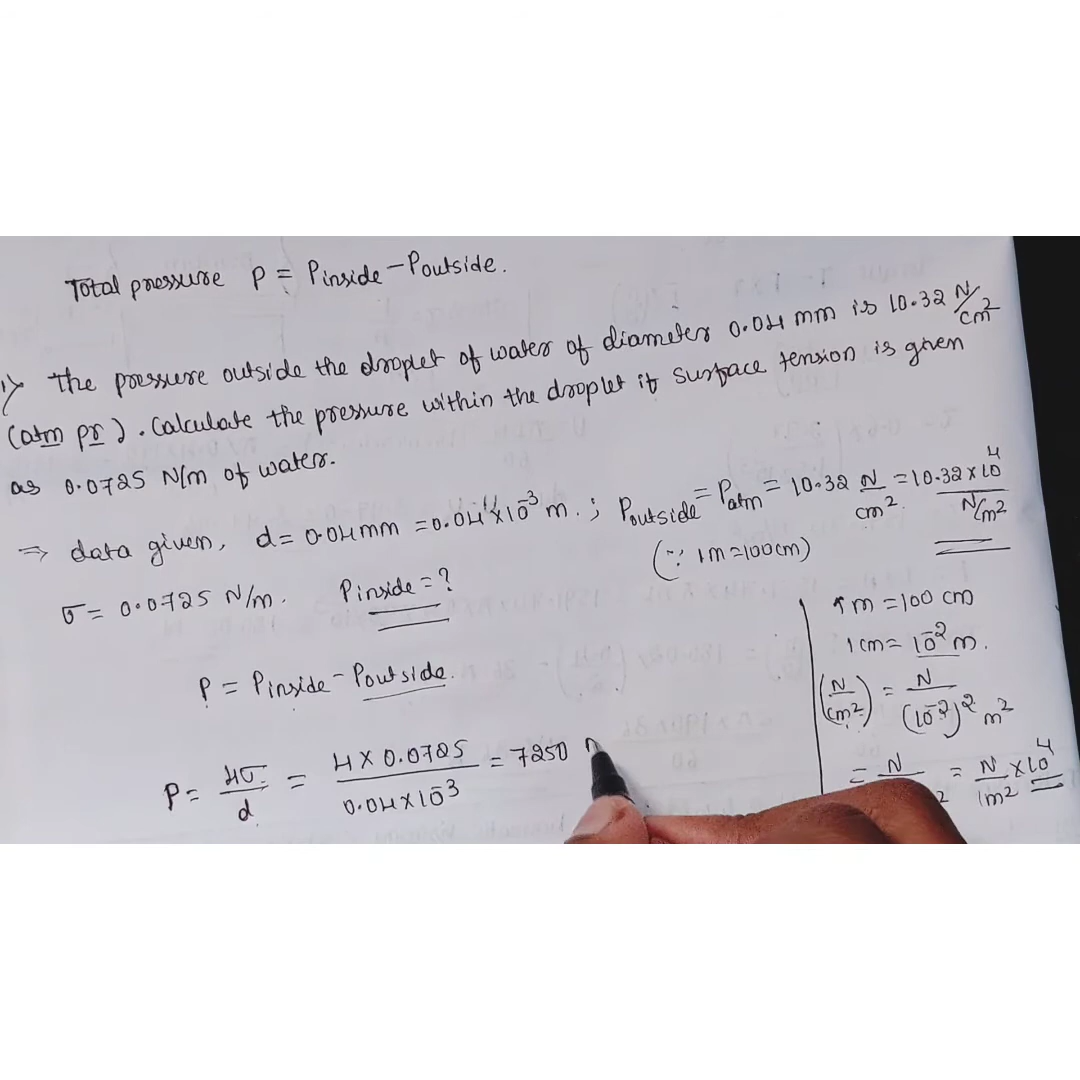 Total pressure P = Pinside - Poutside.
1) The pressure outside the droplet of water of diameter 0.04 mm is 10.32 N/cm²
(atm pr). Calculate the pressure within the droplet if surface tension is given
as 0.0725 N/m of water.
⇒ data given, d = 0.04 mm = 0.04 × 10⁻³ m. ; Poutside = Patm = 10.32 N/cm². = 10.32 × 10⁴ N/m²
(∵ 1m = 100cm)
σ = 0.0725 N/m. Pinside = ?
1m = 100 cm
1cm = 10⁻² m.
P = Pinside - Poutside.
(N/cm²) = N/(10⁻²)² m²
P = 4σ/d = 4 × 0.0725 / 0.04 × 10⁻³ = 7250
= N = N/1m² × 10⁴